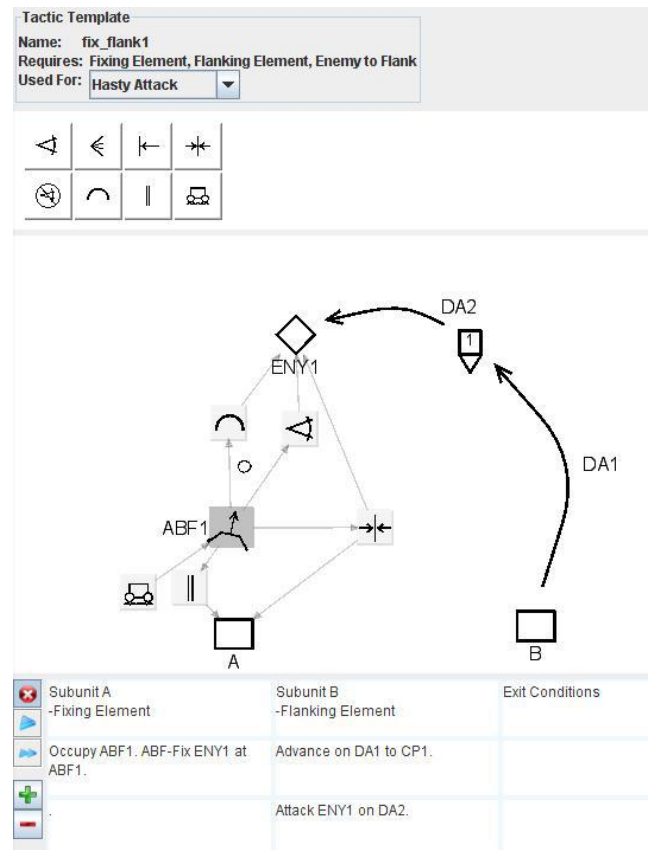 Tactic Template
Name: fix_flank1
Requires: Fixing Element, Flanking Element, Enemy to Flank
Used For: Hasty Attack
DA2
1
ENY1
DA1
ABF1
A
B
Subunit A
-Fixing Element
Subunit B
-Flanking Element
Exit Conditions
Occupy ABF1. ABF-Fix ENY1 at
ABF1.
Advance on DA1 to CP1.
.
Attack ENY1 on DA2.